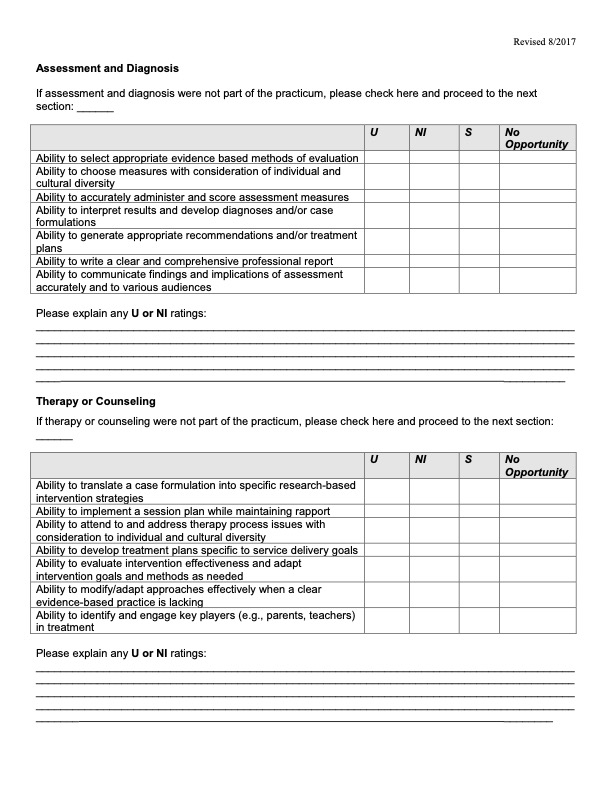 Revised 8/2017
Assessment and Diagnosis
If assessment and diagnosis were not part of the practicum, please check here and proceed to the next
section: ______
U NI S No
Opportunity
Ability to select appropriate evidence based methods of evaluation
Ability to choose measures with consideration of individual and
cultural diversity
Ability to accurately administer and score assessment measures
Ability to interpret results and develop diagnoses and/or case
formulations
Ability to generate appropriate recommendations and/or treatment
plans
Ability to write a clear and comprehensive professional report
Ability to communicate findings and implications of assessment
accurately and to various audiences
Please explain any U or NI ratings:
Therapy or Counseling
If therapy or counseling were not part of the practicum, please check here and proceed to the next section:
______
U NI S No
Opportunity
Ability to translate a case formulation into specific research-based
intervention strategies
Ability to implement a session plan while maintaining rapport
Ability to attend to and address therapy process issues with
consideration to individual and cultural diversity
Ability to develop treatment plans specific to service delivery goals
Ability to evaluate intervention effectiveness and adapt
intervention goals and methods as needed
Ability to modify/adapt approaches effectively when a clear
evidence-based practice is lacking
Ability to identify and engage key players (e.g., parents, teachers)
in treatment
Please explain any U or NI ratings: